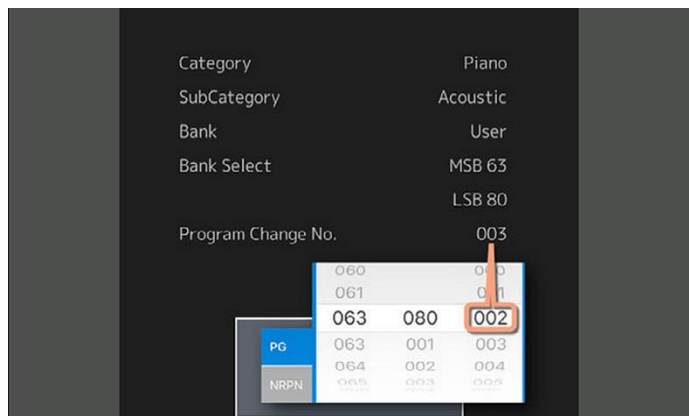 Category Piano
SubCategory Acoustic
Bank User
Bank Select MSB 63
LSB 80
Program Change No. 003
060
061
063 080 002
PG 063 001 003
064 002 004
NRPN